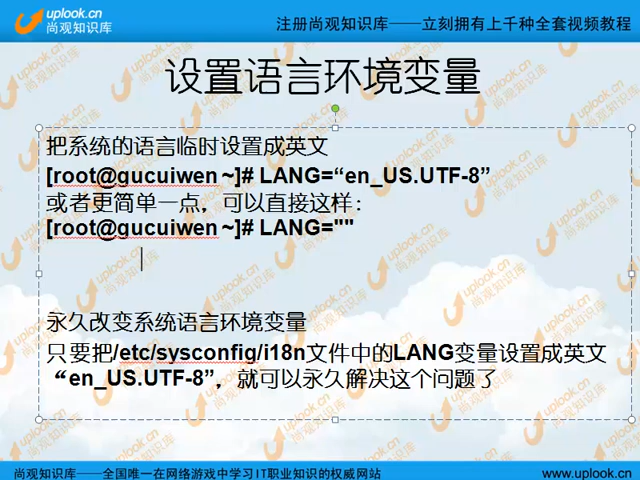 uplook.cn
尚观知识库
注册尚观知识库——立刻拥有上千种全套视频教程
设置语言环境变量
把系统的语言临时设置成英文
[root@gucuiwen ~]# LANG=“en_US.UTF-8”
或者更简单一点，可以直接这样：
[root@gucuiwen ~]# LANG=""
永久改变系统语言环境变量
只要把/etc/sysconfig/i18n文件中的LANG变量设置成英文
“en_US.UTF-8”，就可以永久解决这个问题了
尚观知识库——全国唯一在网络游戏中学习IT职业知识的权威网站
www.uplook.cn